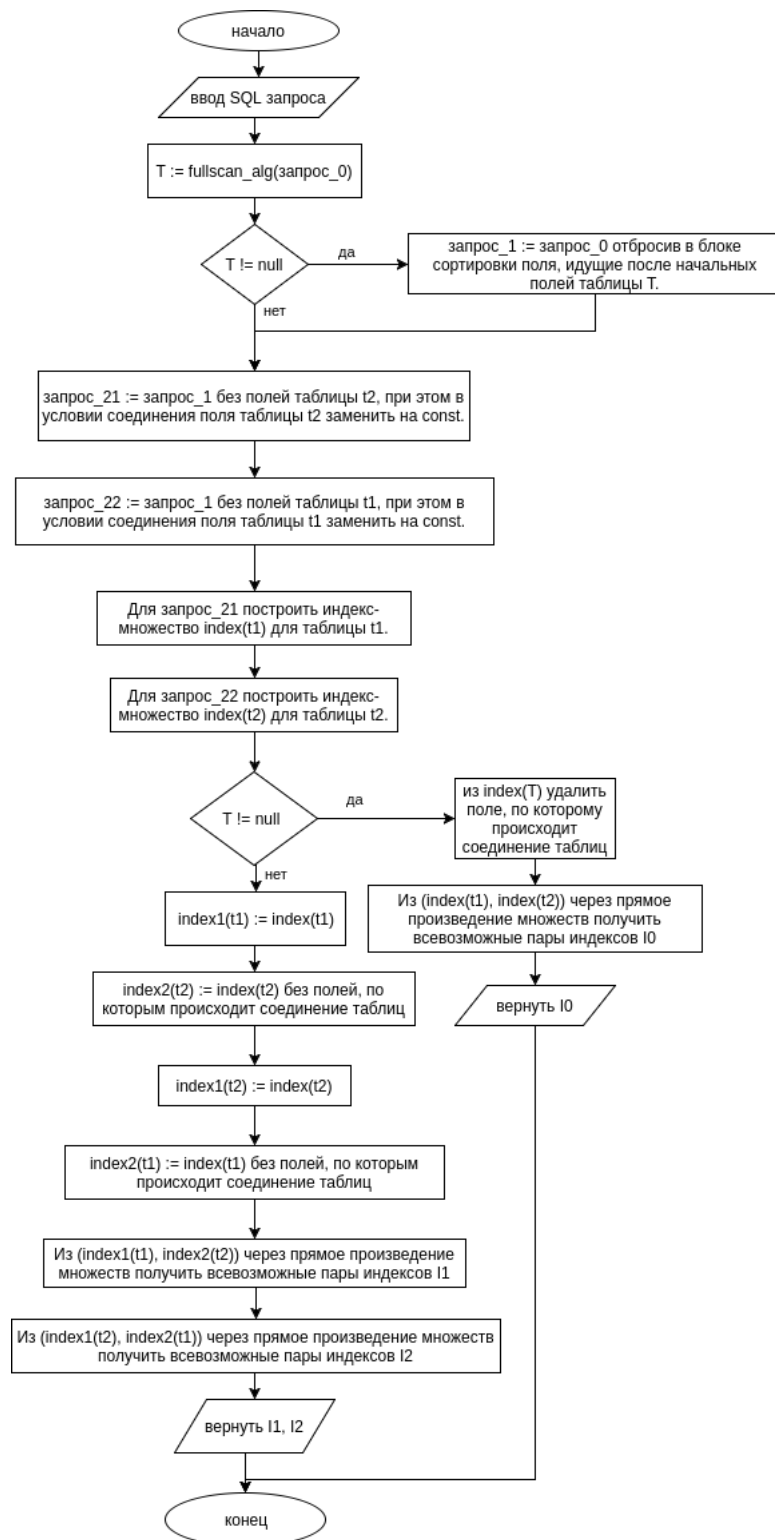 начало
ввод SQL запроса
T := fullscan_alg(запрос_0)
T != null
да
запрос_1 := запрос_0 отбросив в блоке
сортировки поля, идущие после начальных
полей таблицы T.
нет
запрос_21 := запрос_1 без полей таблицы t2, при этом в
условии соединения поля таблицы t2 заменить на const.
запрос_22 := запрос_1 без полей таблицы t1, при этом в
условии соединения поля таблицы t1 заменить на const.
Для запрос_21 построить индекс-
множество index(t1) для таблицы t1.
Для запрос_22 построить индекс-
множество index(t2) для таблицы t2.
T != null
да
из index(T) удалить
поле, по которому
происходит
соединение таблиц
нет
index1(t1) := index(t1)
Из (index(t1), index(t2)) через прямое
произведение множеств получить
всевозможные пары индексов I0
index2(t2) := index(t2) без полей, по
которым происходит соединение таблиц
вернуть I0
index1(t2) := index(t2)
index2(t1) := index(t1) без полей, по которым
происходит соединение таблиц
Из (index1(t1), index2(t2)) через прямое произведение
множеств получить всевозможные пары индексов I1
Из (index1(t2), index2(t1)) через прямое произведение множеств
получить всевозможные пары индексов I2
вернуть I1, I2
конец